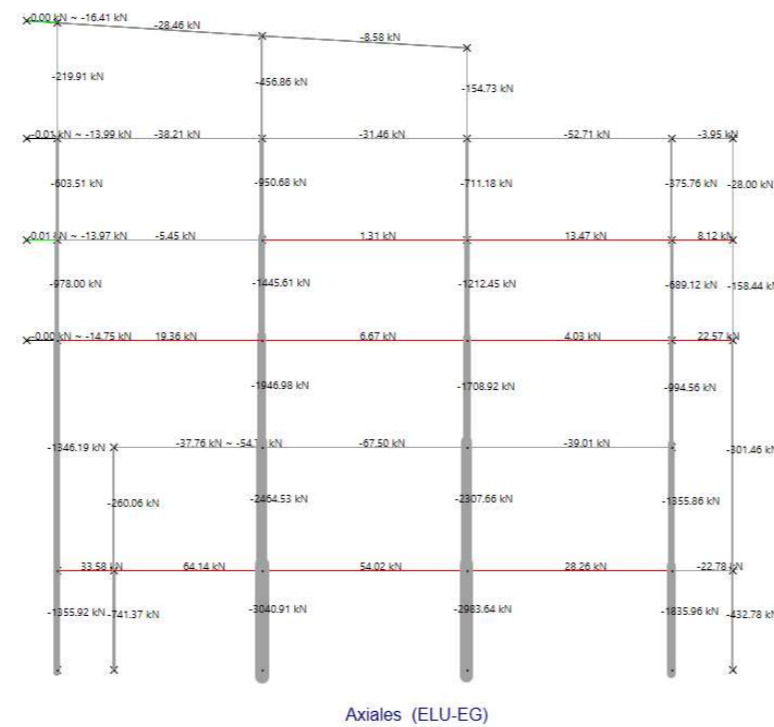 -0.00 kN ~ -16.41 kN
-28.46 kN
-8.58 kN
-219.91 kN
-456.86 kN
-154.73 kN
-0.01 kN ~ -13.99 kN
-38.21 kN
-31.46 kN
-52.71 kN
-3.95 kN
-603.51 kN
-950.68 kN
-711.18 kN
-375.76 kN
-28.00 kN
0.01 kN ~ -13.97 kN
-5.45 kN
1.31 kN
13.47 kN
8.12 kN
-978.00 kN
-1445.61 kN
-1212.45 kN
-689.12 kN
-158.44 kN
-0.00 kN ~ -14.75 kN
19.36 kN
6.67 kN
4.03 kN
22.57 kN
-1946.98 kN
-1708.92 kN
-994.56 kN
-1346.19 kN
-37.76 kN ~ kN
-67.50 kN
-39.01 kN
-301.46 kN
-260.06 kN
-2464.53 kN
-2307.66 kN
-1355.86 kN
33.58 kN
64.14 kN
54.02 kN
28.26 kN
-22.78 kN
-1355.92 kN
-741.37 kN
-3040.91 kN
-2983.64 kN
-1835.96 kN
-432.78 kN
Axiales (ELU-EG)